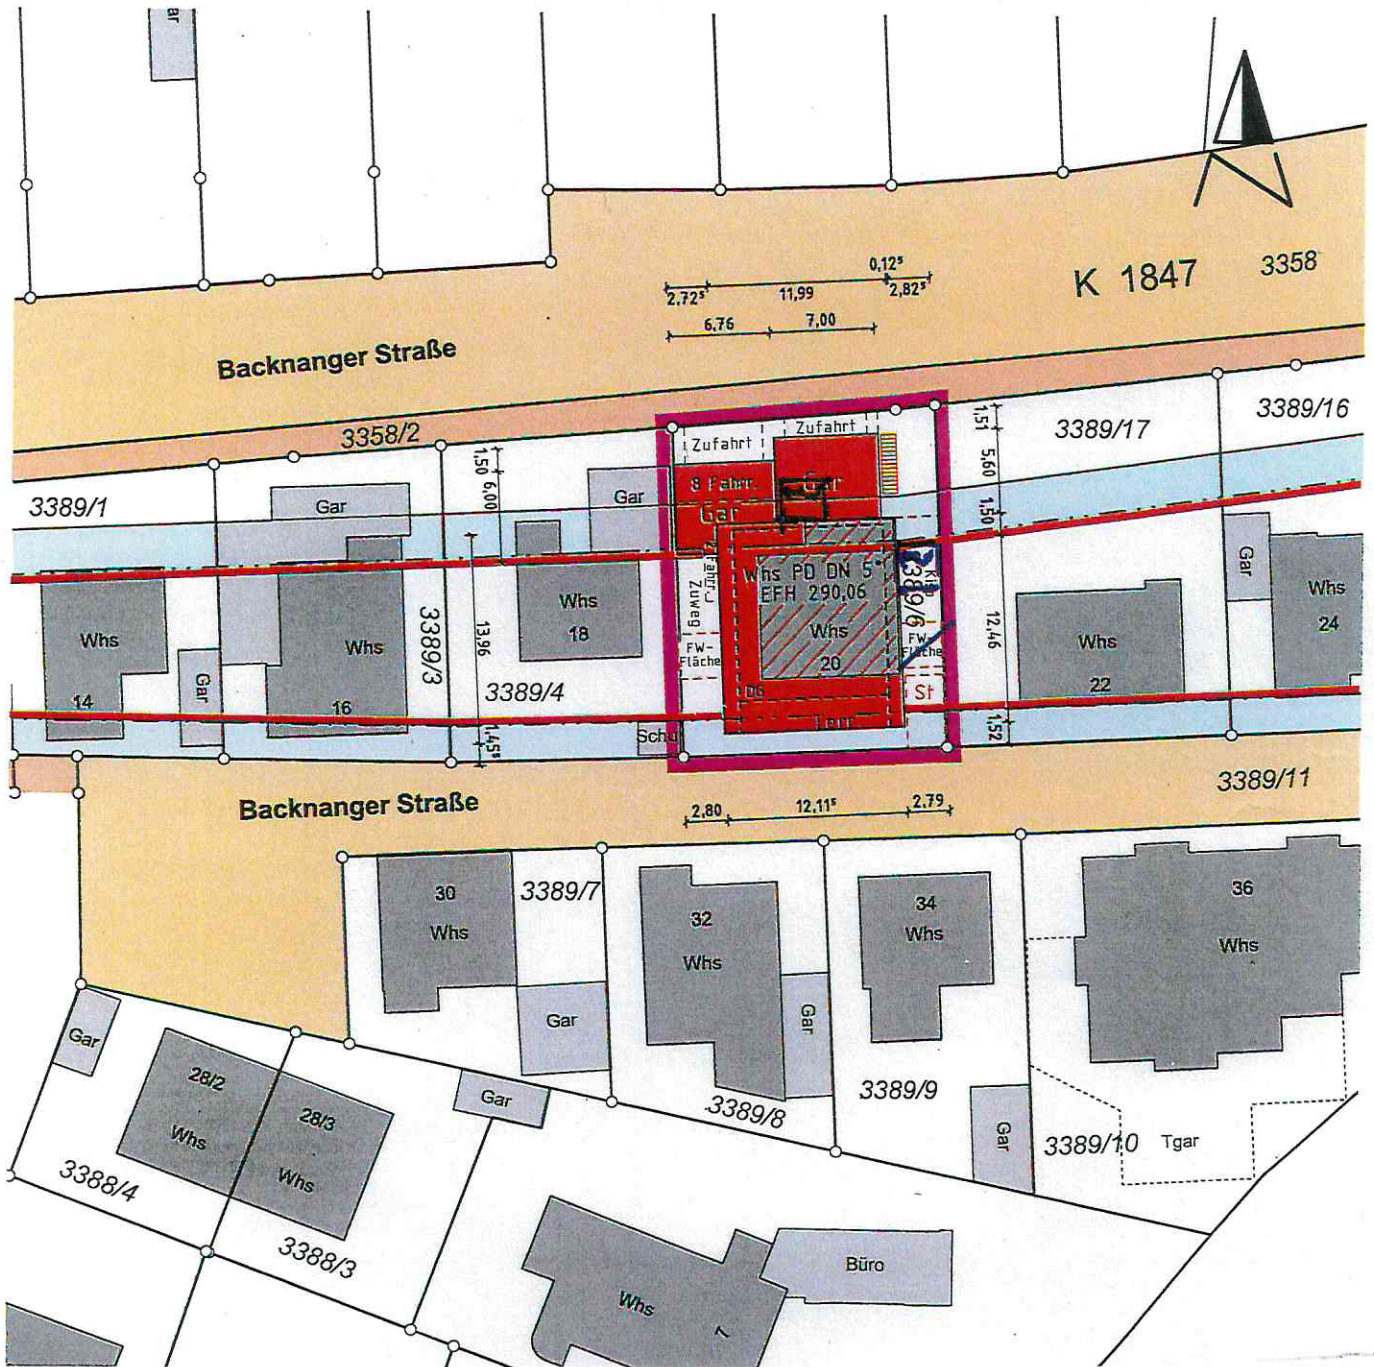 ar
K 1847
3358
0,12⁵
2,72⁵
11,99
2,82⁵
6,76
7,00
Backnanger Straße
3358/2
3389/17
3389/16
3389/1
Zufahrt
Zufahrt
1,51
5,60
1,50
12,46
1,52
1,50
6,00
13,96
1,45⁵
Gar
Gar
8 Fahrr.
Gar
Gar
Gar
Whs PD DN 5°
EFH 290,06
Whs
20
Zuweg
FW-
Fläche
FW-
Fläche
DG
Terr
St
3389/6
Whs
14
Gar
Whs
16
3389/3
Whs
18
3389/4
Whs
22
Whs
24
Backnanger Straße
3389/11
2,80
12,11⁵
2,79
30
Whs
3389/7
Gar
32
Whs
Gar
3389/8
34
Whs
3389/9
Gar
36
Whs
3389/10
Tgar
Gar
28/2
Whs
28/3
Whs
3388/4
3388/3
Gar
Whs
7
Büro